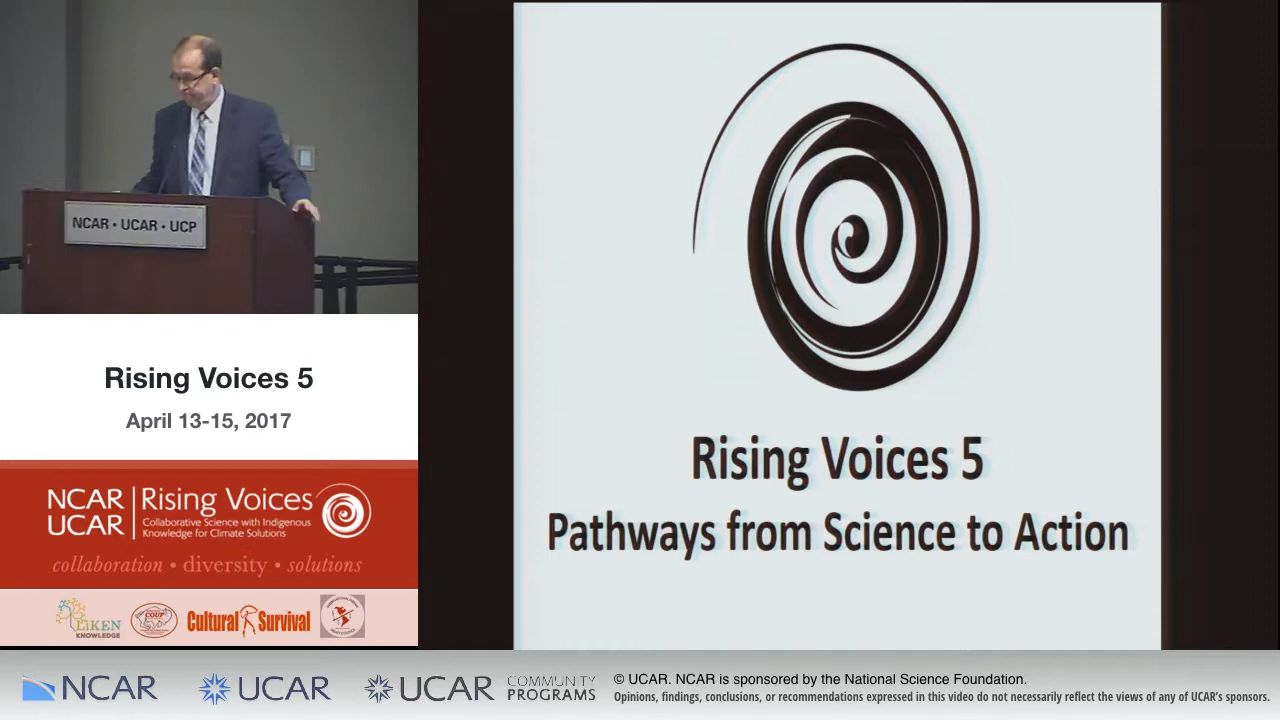 NCAR • UCAR • UCP
Rising Voices 5
April 13-15, 2017
NCAR
UCAR
Rising Voices
Collaborative Science with Indigenous
Knowledge for Climate Solutions
collaboration • diversity • solutions
LiKEN
KNOWLEDGE
Cultural Survival
Rising Voices 5
Pathways from Science to Action
NCAR
UCAR
UCAR
COMMUNITY
PROGRAMS
© UCAR. NCAR is sponsored by the National Science Foundation.
Opinions, findings, conclusions, or recommendations expressed in this video do not necessarily reflect the views of any of UCAR's sponsors.